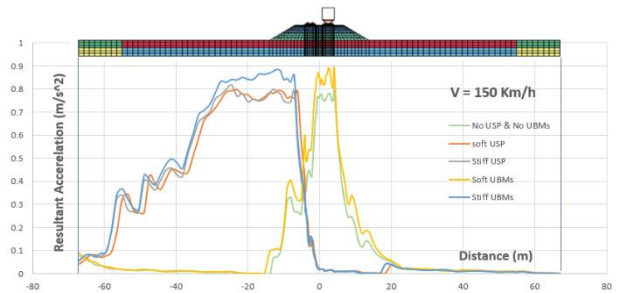 1
0.9
0.8
0.7
0.6
0.5
0.4
0.3
0.2
0.1
0
Resultant Accerelation (m/s^2)
V = 150 Km/h
No USP & No UBMs
soft USP
Stiff USP
Soft UBMs
Stiff UBMs
Distance (m)
-80 -60 -40 -20 0 20 40 60 80